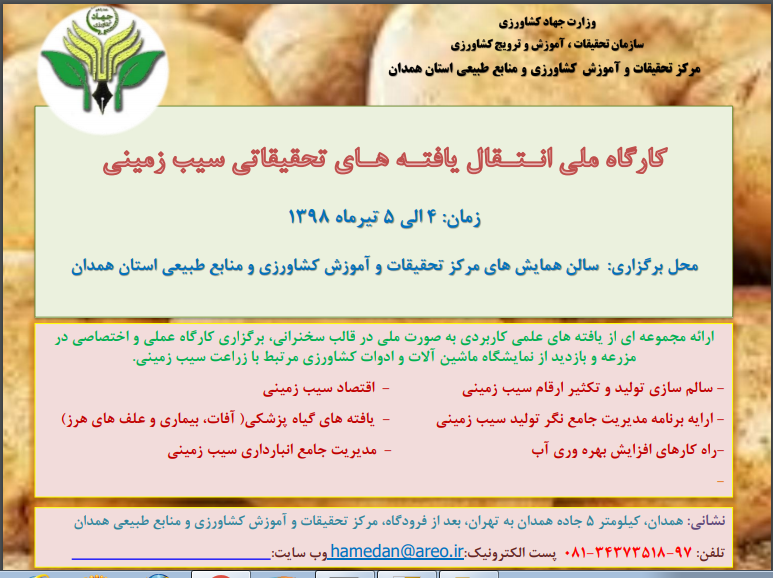 جهاد
وزارت جهاد کشاورزی
سازمان تحقیقات ، آموزش و ترویج کشاورزی
مرکز تحقیقات و آموزش کشاورزی و منابع طبیعی استان همدان
کارگاه ملی انـتـقال یافتـه هـای تحقیقاتی سیب زمینی
زمان: ۴ الی ۵ تیرماه ۱۳۹۸
محل برگزاری: سالن همایش های مرکز تحقیقات و آموزش کشاورزی و منابع طبیعی استان همدان
ارائه مجموعه ای از یافته های علمی کاربردی به صورت ملی در قالب سخنرانی، برگزاری کارگاه عملی و اختصاصی در
مزرعه و بازدید از نمایشگاه ماشین آلات و ادوات کشاورزی مرتبط با زراعت سیب زمینی.
- سالم سازی تولید و تکثیر ارقام سیب زمینی - اقتصاد سیب زمینی
- ارایه برنامه مدیریت جامع نگر تولید سیب زمینی - یافته های گیاه پزشکی( آفات، بیماری و علف های هرز)
-راه کارهای افزایش بهره وری آب - مدیریت جامع انبارداری سیب زمینی
-
نشانی: همدان، کیلومتر ۵ جاده همدان به تهران، بعد از فرودگاه، مرکز تحقیقات و آموزش کشاورزی و منابع طبیعی همدان
تلفن: ۹۷-۳۴۳۷۳۵۱۸-۰۸۱ پست الکترونیک:hamedan@areo.ir وب سایت: